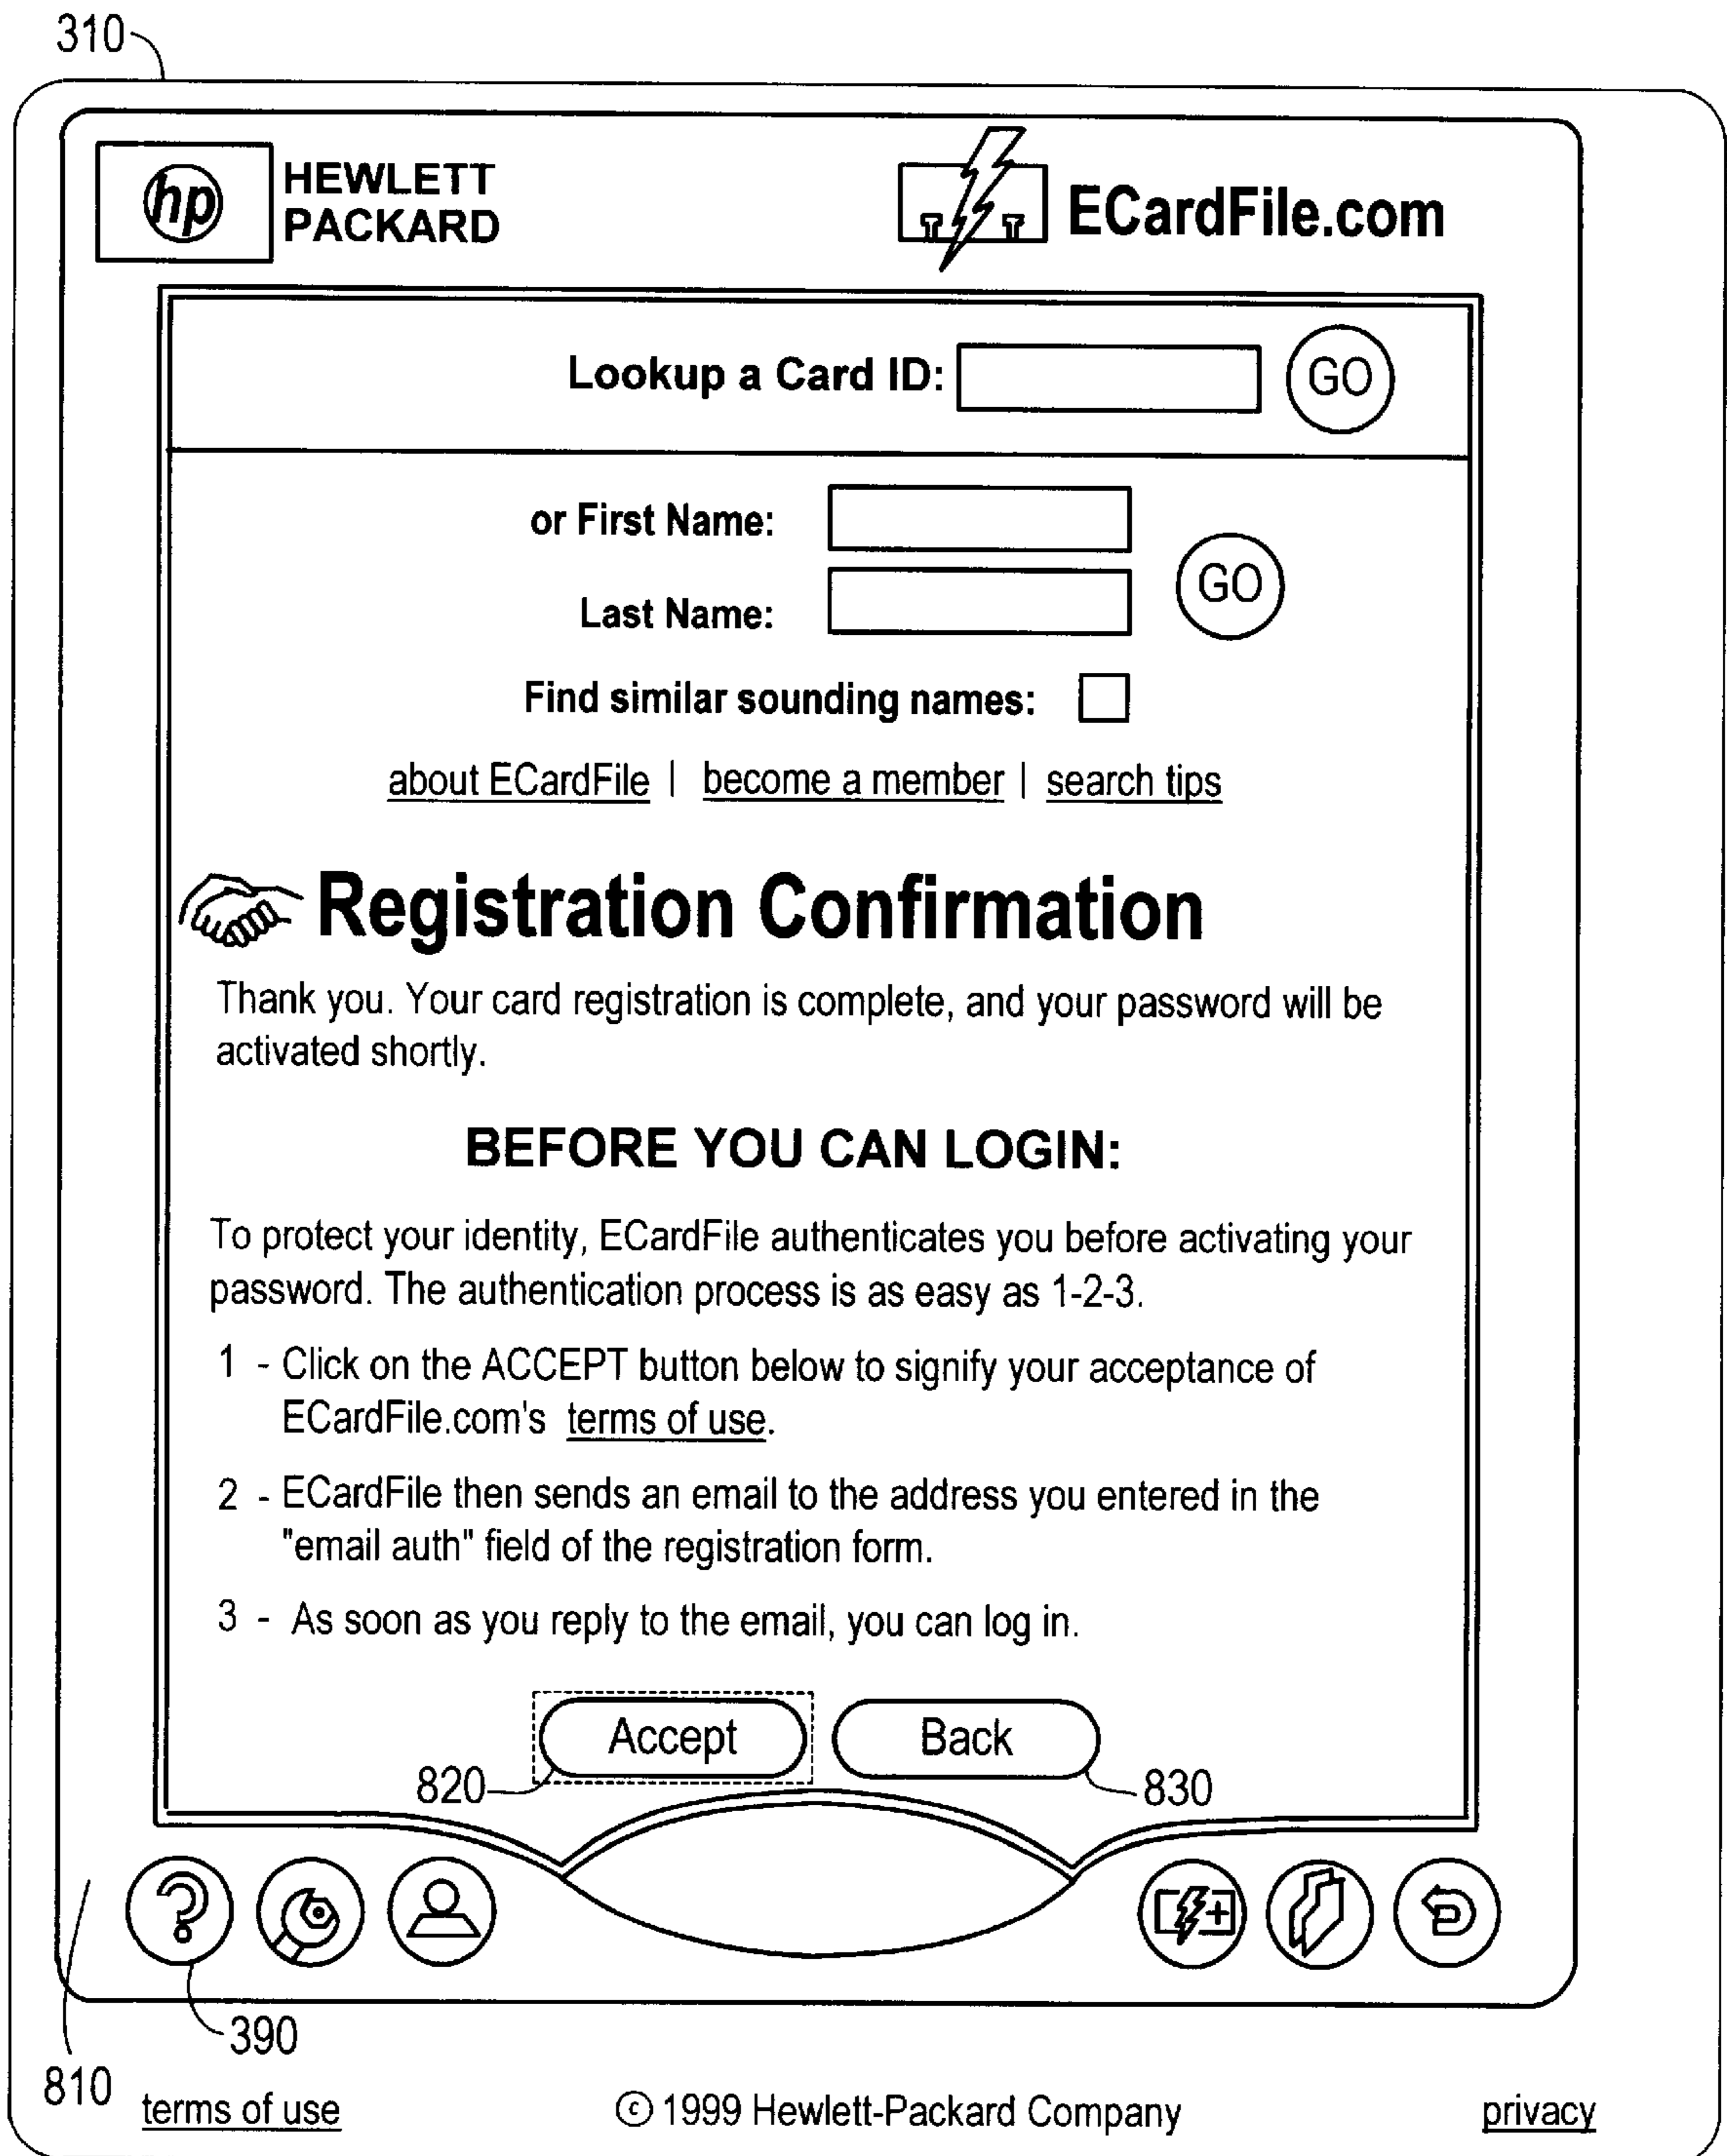 310
hp HEWLETT
PACKARD
ECardFile.com
Lookup a Card ID: GO
or First Name:
GO
Last Name:
Find similar sounding names:
about ECardFile | become a member | search tips
Registration Confirmation
Thank you. Your card registration is complete, and your password will be
activated shortly.
BEFORE YOU CAN LOGIN:
To protect your identity, ECardFile authenticates you before activating your
password. The authentication process is as easy as 1-2-3.
1 - Click on the ACCEPT button below to signify your acceptance of
ECardFile.com's terms of use.
2 - ECardFile then sends an email to the address you entered in the
"email auth" field of the registration form.
3 - As soon as you reply to the email, you can log in.
Accept Back
820 830
390
810
terms of use © 1999 Hewlett-Packard Company privacy